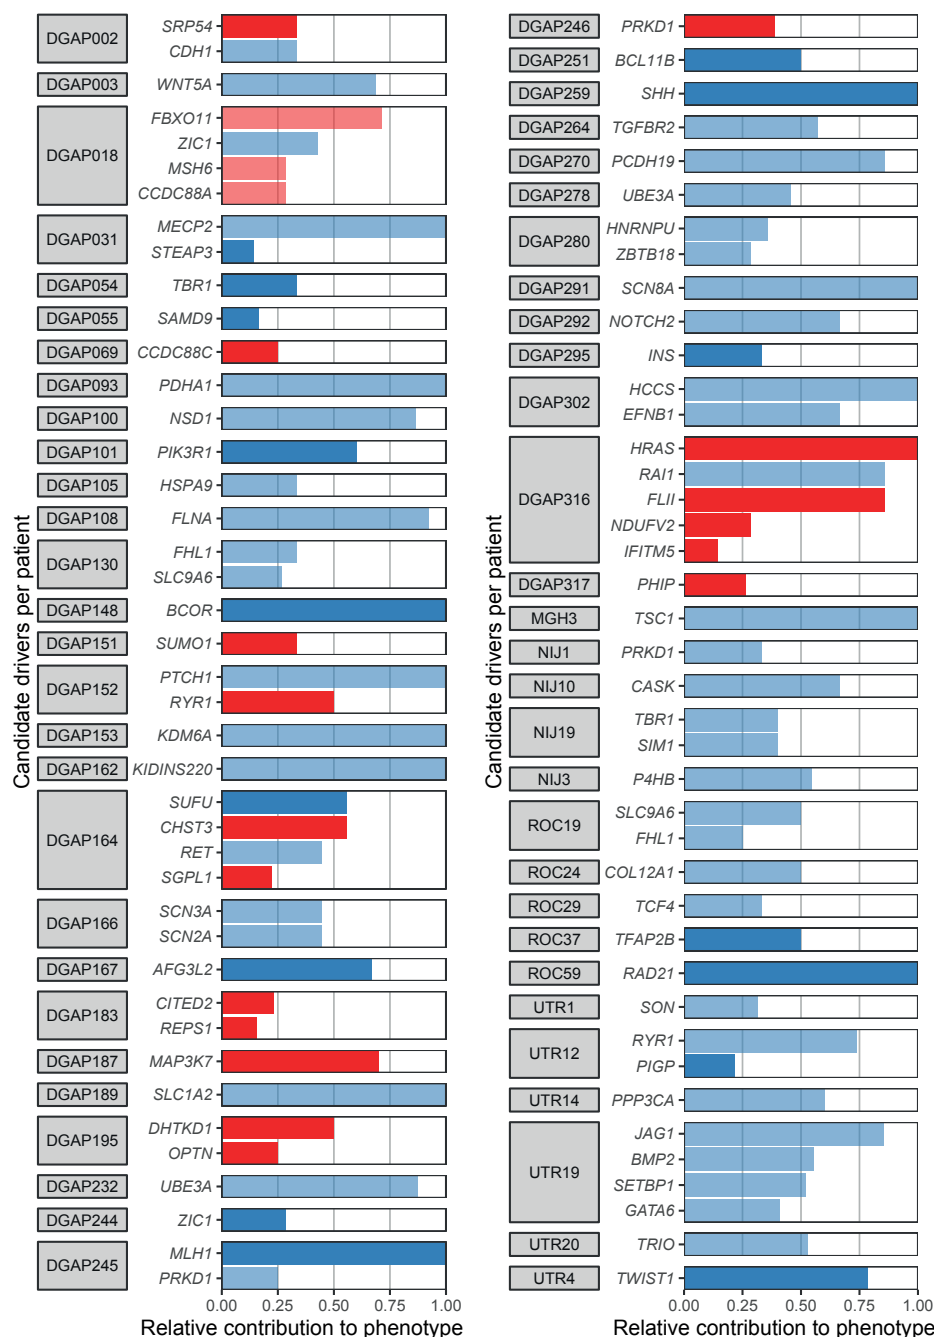 Candidate drivers per patient
DGAP002
SRP54
CDH1
DGAP003
WNT5A
DGAP018
FBXO11
ZIC1
MSH6
CCDC88A
DGAP031
MECP2
STEAP3
DGAP054
TBR1
DGAP055
SAMD9
DGAP069
CCDC88C
DGAP093
PDHA1
DGAP100
NSD1
DGAP101
PIK3R1
DGAP105
HSPA9
DGAP108
FLNA
DGAP130
FHL1
SLC9A6
DGAP148
BCOR
DGAP151
SUMO1
DGAP152
PTCH1
RYR1
DGAP153
KDM6A
DGAP162
KIDINS220
DGAP164
SUFU
CHST3
RET
SGPL1
DGAP166
SCN3A
SCN2A
DGAP167
AFG3L2
DGAP183
CITED2
REPS1
DGAP187
MAP3K7
DGAP189
SLC1A2
DGAP195
DHTKD1
OPTN
DGAP232
UBE3A
DGAP244
ZIC1
DGAP245
MLH1
PRKD1
0.00 0.25 0.50 0.75 1.00
Relative contribution to phenotype
Candidate drivers per patient
DGAP246
PRKD1
DGAP251
BCL11B
DGAP259
SHH
DGAP264
TGFBR2
DGAP270
PCDH19
DGAP278
UBE3A
DGAP280
HNRNPU
ZBTB18
DGAP291
SCN8A
DGAP292
NOTCH2
DGAP295
INS
DGAP302
HCCS
EFNB1
DGAP316
HRAS
RAI1
FLII
NDUFV2
IFITM5
DGAP317
PHIP
MGH3
TSC1
NIJ1
PRKD1
NIJ10
CASK
NIJ19
TBR1
SIM1
NIJ3
P4HB
ROC19
SLC9A6
FHL1
ROC24
COL12A1
ROC29
TCF4
ROC37
TFAP2B
ROC59
RAD21
UTR1
SON
UTR12
RYR1
PIGP
UTR14
PPP3CA
UTR19
JAG1
BMP2
SETBP1
GATA6
UTR20
TRIO
UTR4
TWIST1
0.00 0.25 0.50 0.75 1.00
Relative contribution to phenotype